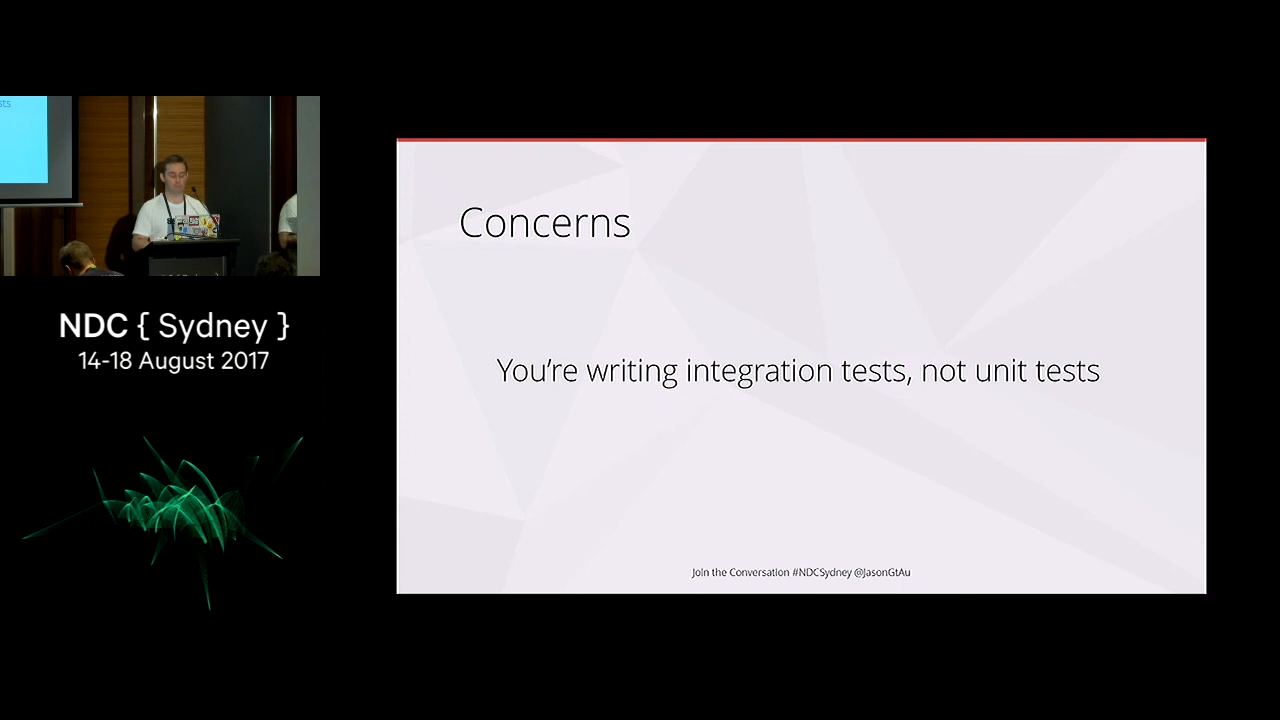 sts
NDC { Sydney }
14-18 August 2017
Concerns
You're writing integration tests, not unit tests
Join the Conversation #NDCSydney @JasonGtAu